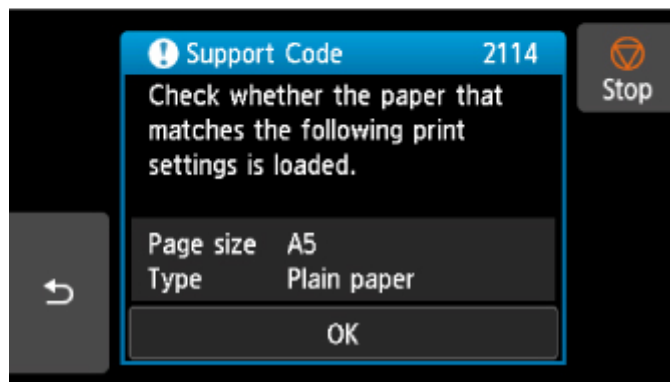 Support Code 2114
Stop
Check whether the paper that
matches the following print
settings is loaded.
Page size A5
Type Plain paper
OK